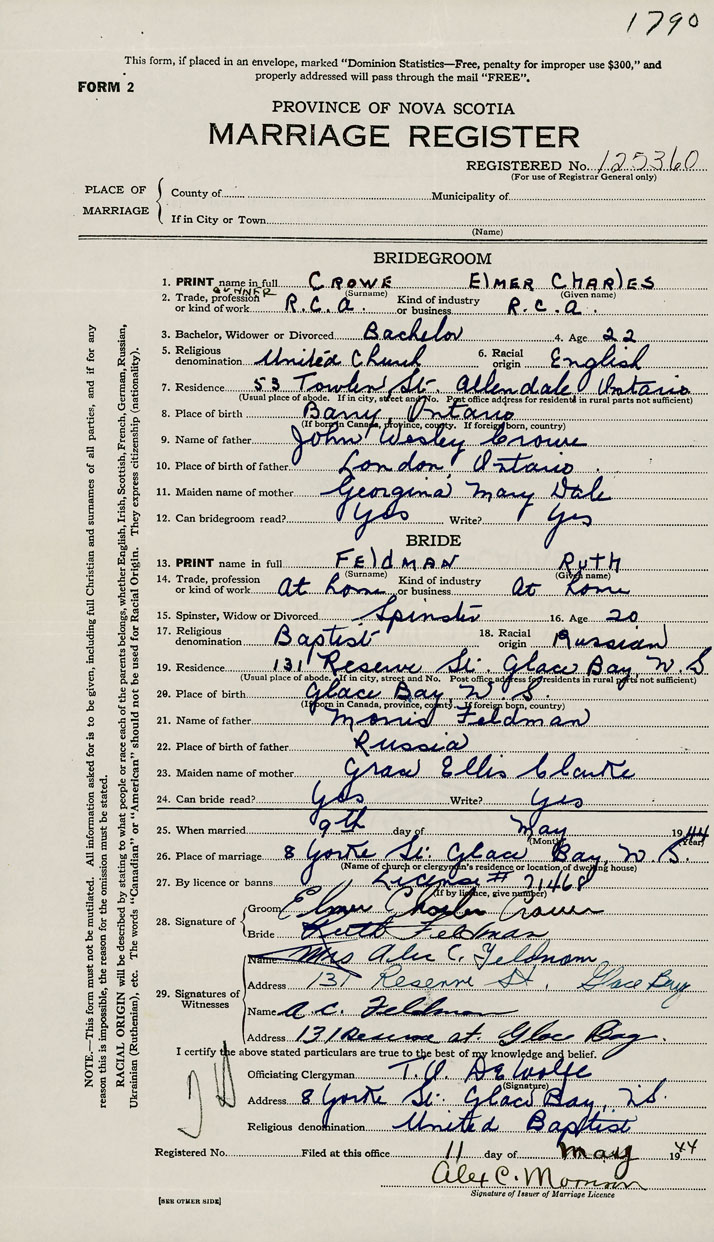 1790
This form, if placed in an envelope, marked "Dominion Statistics—Free, penalty for improper use $300," and
properly addressed will pass through the mail "FREE".
FORM 2
PROVINCE OF NOVA SCOTIA
MARRIAGE REGISTER
REGISTERED No. 125360
(For use of Registrar General only)
PLACE OF MARRIAGE
County of Municipality of
If in City or Town
(Name)
BRIDEGROOM
1. PRINT name in full CROWE ELMER CHARLES
(Surname) (Given name)
GUNNER
2. Trade, profession or kind of work R.C.A. Kind of industry or business R.C.A.
3. Bachelor, Widower or Divorced Bachelor 4. Age 22
5. Religious denomination United Church 6. Racial origin English
7. Residence 53 St. Allendale Ontario
(Usual place of abode. If in city, street and No. Post office address for residents in rural parts not sufficient)
8. Place of birth Barry, Ontario
(If born in Canada, province, county. If foreign born, country)
9. Name of father John Wesley Crowe
10. Place of birth of father London, Ontario
11. Maiden name of mother Georgina Mary Dale
12. Can bridegroom read? Yes Write? Yes
BRIDE
13. PRINT name in full FELDMAN RUTH
(Surname) (Given name)
14. Trade, profession or kind of work At home Kind of industry or business At home
15. Spinster, Widow or Divorced Spinster 16. Age 20
17. Religious denomination Baptist 18. Racial origin Russian
19. Residence 131 Reserve St. Glace Bay, N.S.
(Usual place of abode. If in city, street and No. Post office address for residents in rural parts not sufficient)
20. Place of birth Glace Bay, N.S.
(If born in Canada, province, county. If foreign born, country)
21. Name of father Morris Feldman
22. Place of birth of father Russia
23. Maiden name of mother Ellis Clarke
24. Can bride read? Yes Write? Yes
25. When married 9th day of May 1944
(Month) (Year)
26. Place of marriage 8 Yorke St. Glace Bay, N.S.
(Name of church or clergyman's residence or location of dwelling house)
27. By licence or banns License # 71468
(If by licence, give number)
28. Signature of
Groom Elmer Charles Crowe
Bride Ruth Feldman
29. Signatures of Witnesses
Name Mrs Alec C. Feldman
Address 131 Reserve St. Glace Bay
Name A.C. Feldman
Address 131 Reserve st. Glace Bay.
I certify the above stated particulars are true to the best of my knowledge and belief.
Officiating Clergyman DeWolfe
(Signature)
Address 8 Yorke St. Glace Bay, N.S.
Religious denomination United Baptist
Registered No. Filed at this office 11 day of May 1944
Alex C.
Signature of Issuer of Marriage Licence
[SEE OTHER SIDE]
NOTE.—This form must not be mutilated. All information asked for is to be given, including full Christian and surnames of all parties, and if for any
reason this is impossible, the reason for the omission must be stated.
RACIAL ORIGIN will be described by stating to what people or race each of the parents belongs, whether English, Irish, Scottish, French, German, Russian,
Ukrainian (Ruthenian), etc. The words "Canadian" or "American" should not be used for Racial Origin. They express citizenship (nationality).